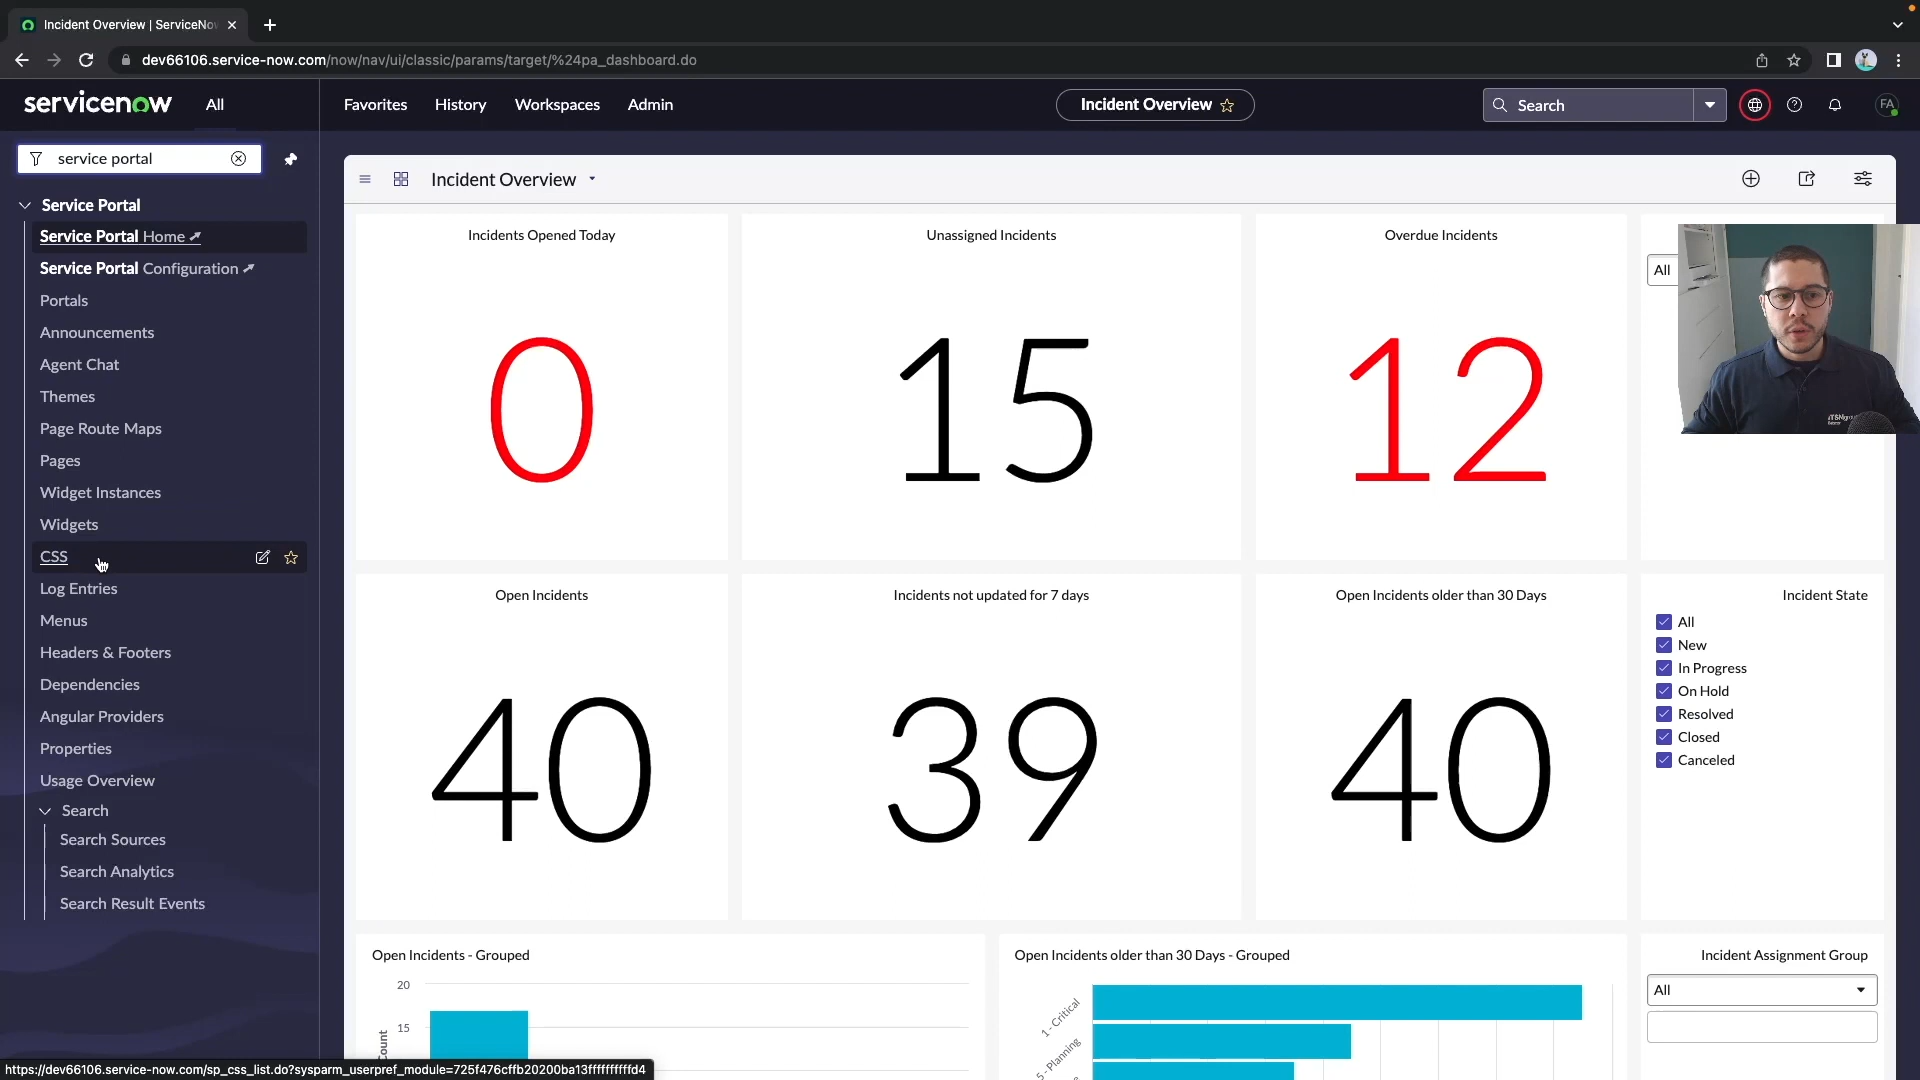 Incident Overview | ServiceNo
dev66106.service-now.com/now/nav/ui/classic/params/target/%24pa_dashboard.do
servicenow
All
Favorites
History
Workspaces
Admin
Incident Overview
Search
FA
service portal
Service Portal
Service Portal Home
Service Portal Configuration
Portals
Announcements
Agent Chat
Themes
Page Route Maps
Pages
Widget Instances
Widgets
CSS
Log Entries
Menus
Headers & Footers
Dependencies
Angular Providers
Properties
Usage Overview
Search
Search Sources
Search Analytics
Search Result Events
Incident Overview
Incidents Opened Today
0
Unassigned Incidents
15
Overdue Incidents
12
All
Open Incidents
40
Incidents not updated for 7 days
39
Open Incidents older than 30 Days
40
Incident State
All
New
In Progress
On Hold
Resolved
Closed
Canceled
Open Incidents - Grouped
20
15
Open Incidents older than 30 Days - Grouped
1 - Critical
5 - Planning
Incident Assignment Group
All
https://dev66106.service-now.com/sp_css_list.do?sysparm_userpref_module=725f476cffb20200ba13ffffffffffd4